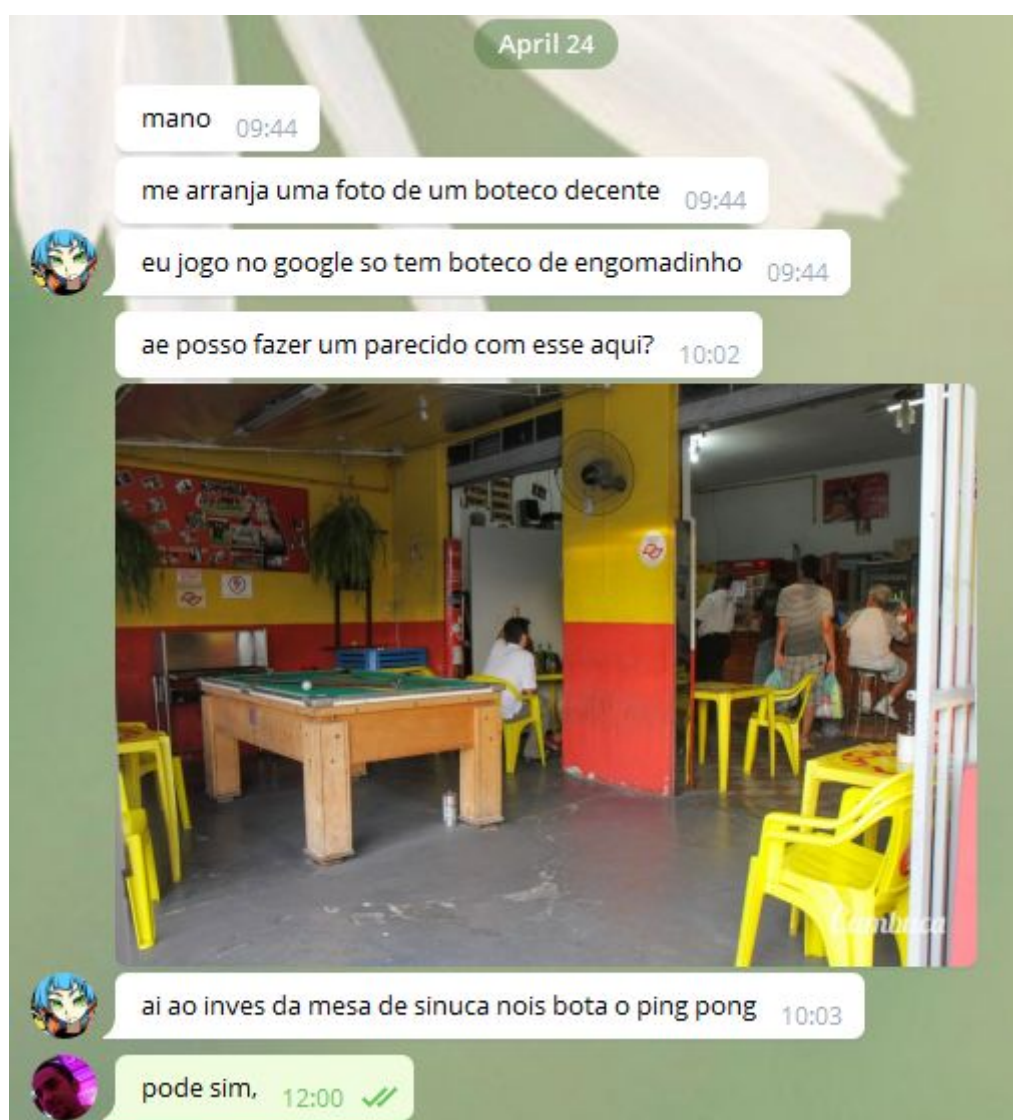 April 24
mano 09:44
me arranja uma foto de um boteco decente 09:44
eu jogo no google so tem boteco de engomadinho 09:44
ae posso fazer um parecido com esse aqui? 10:02
Cambuca
ai ao inves da mesa de sinuca nois bota o ping pong 10:03
pode sim, 12:00